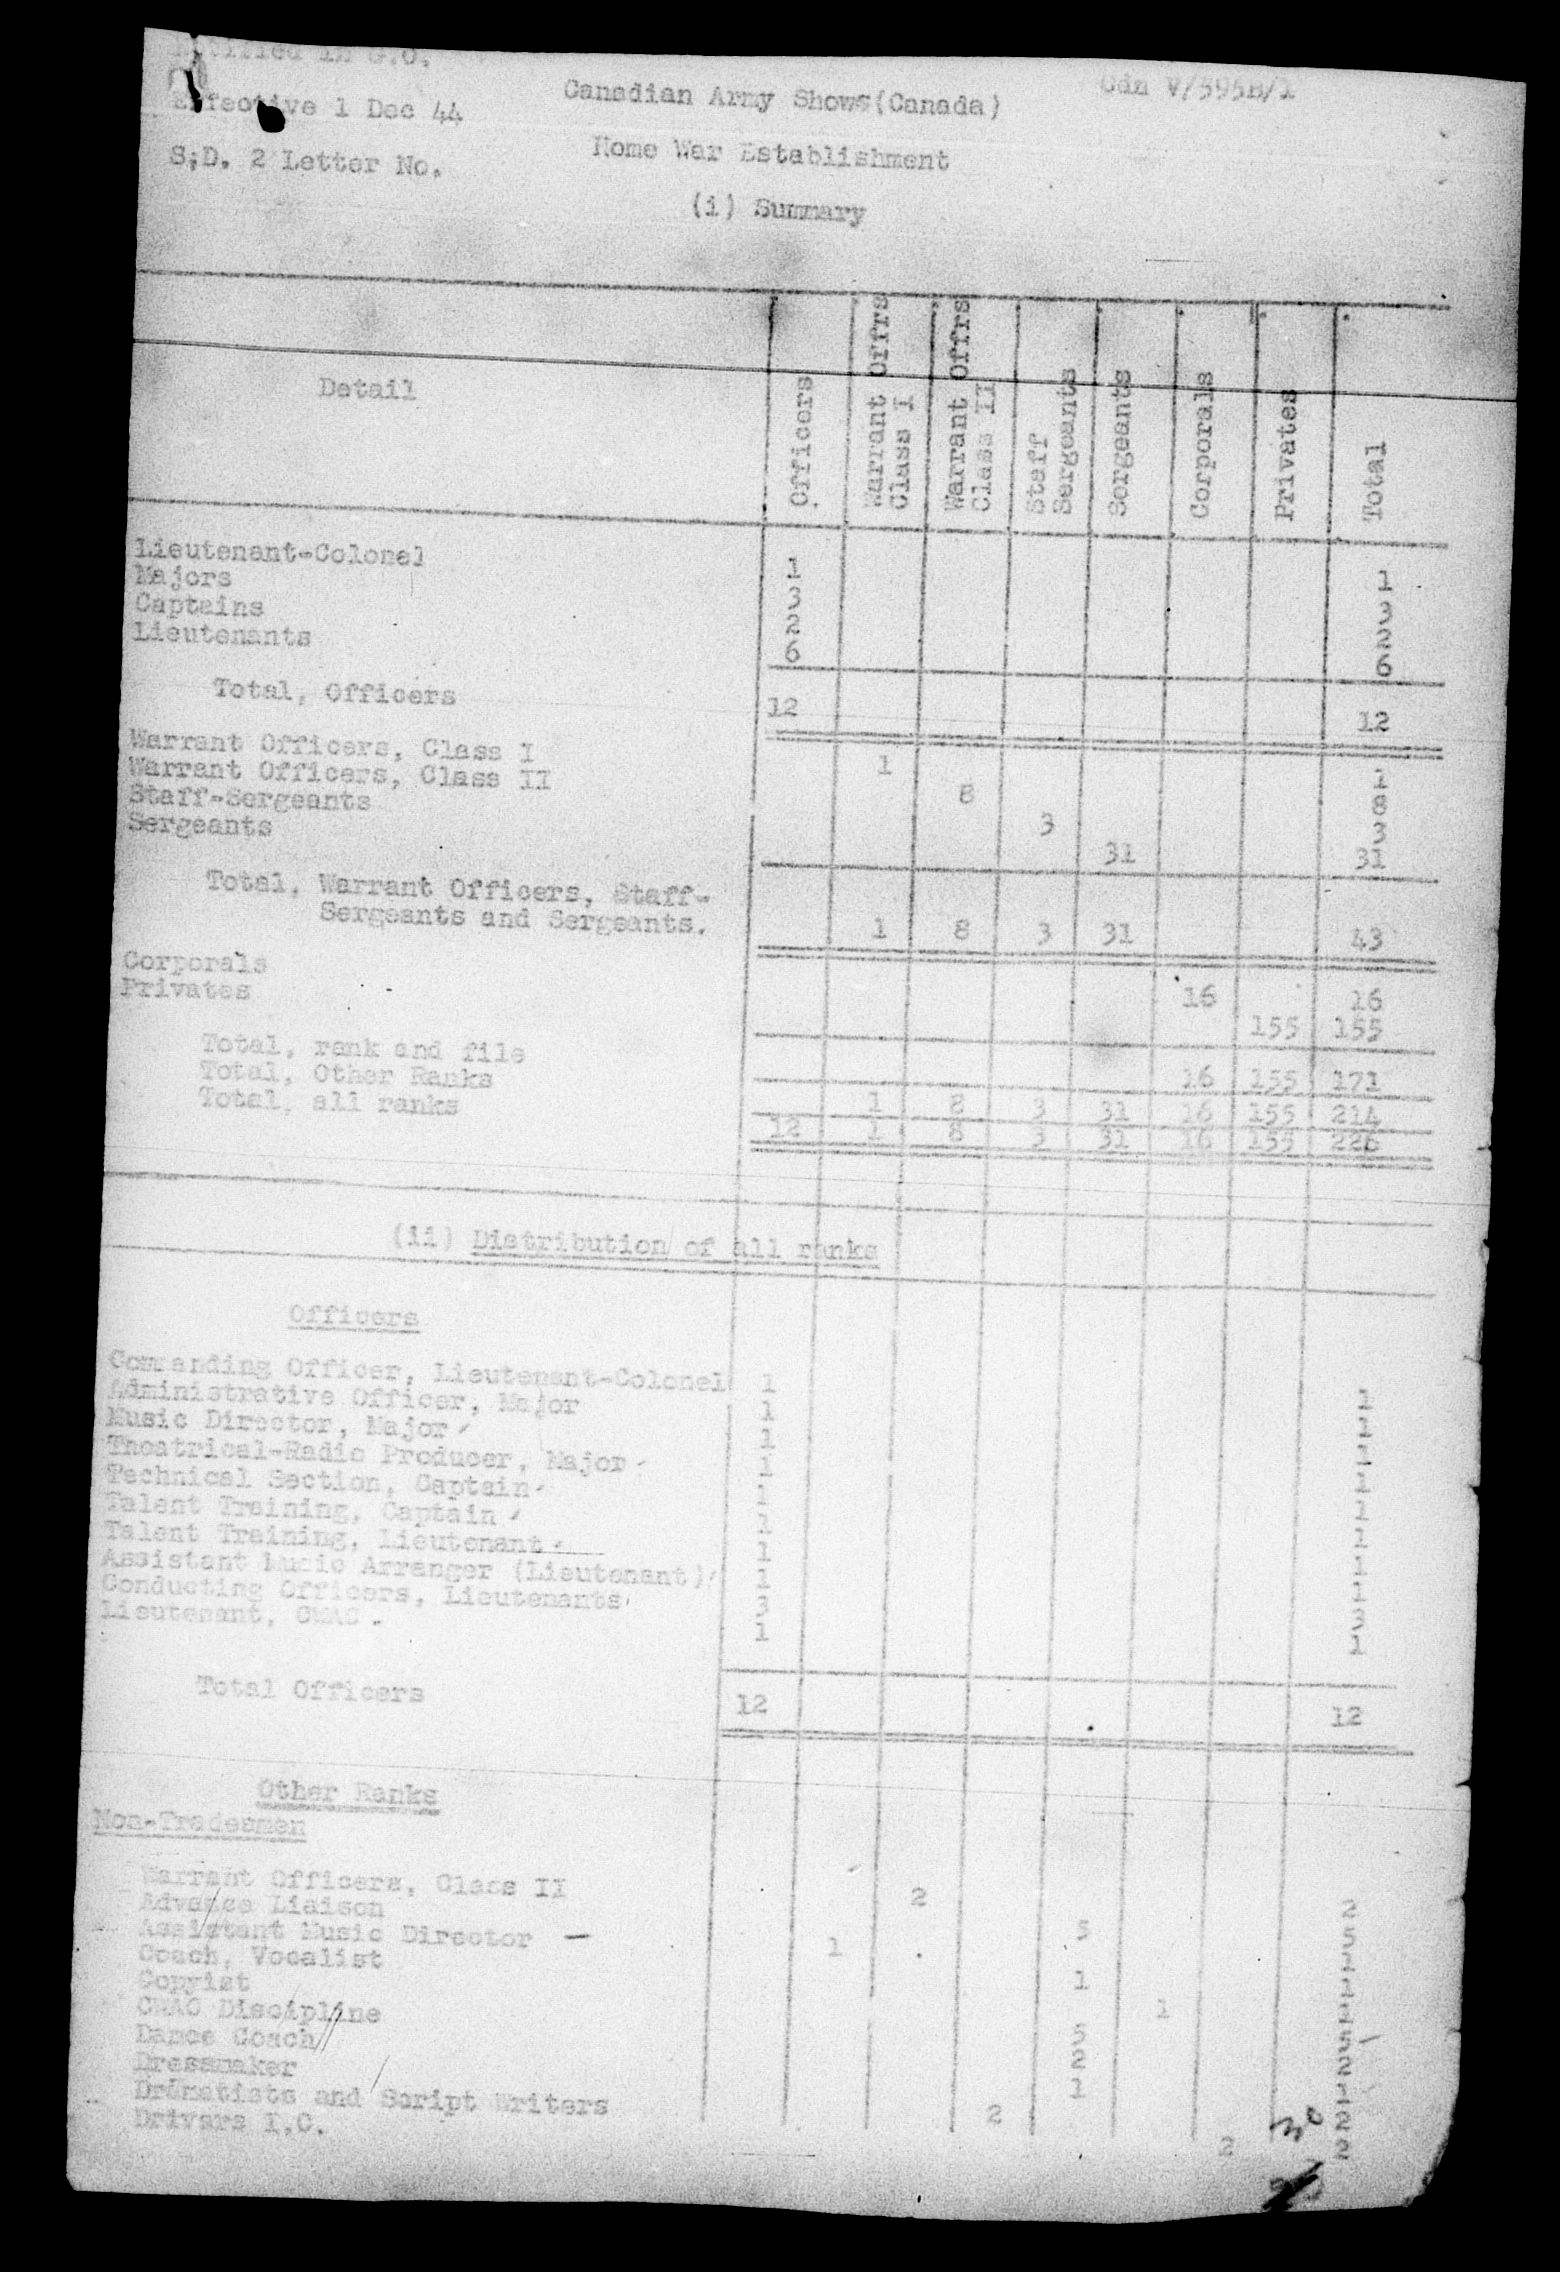 Notified in G.O.
Cdn V/595B/1
Effective 1 Dec 44
Canadian Army Shows(Canada)
S.D. 2 Letter No.
Home War Establishment
(i) Summary
Detail
Officers
Warrant Offrs Class I
Warrant Offrs Class II
Staff Sergeants
Sergeants
Corporals
Privates
Total
Lieutenant-Colonel 1 1
Majors 3 3
Captains 2 2
Lieutenants 6 6
Total, Officers 12 12
Warrant Officers, Class I 1 1
Warrant Officers, Class II 8 8
Staff-Sergeants 3 3
Sergeants 31 31
Total, Warrant Officers, Staff-
Sergeants and Sergeants. 1 8 3 31 43
Corporals 16 16
Privates 155 155
Total, rank and file 16 155 171
Total, Other Ranks 1 8 3 31 16 155 214
Total, all ranks 12 1 8 3 31 16 155 226
(ii) Distribution of all ranks
Officers
Commanding Officer, Lieutenant-Colonel 1 1
Administrative Officer, Major 1 1
Music Director, Major 1 1
Theatrical-Radio Producer, Major 1 1
Technical Section, Captain 1 1
Talent Training, Captain 1 1
Talent Training, Lieutenant 1 1
Assistant Music Arranger (Lieutenant) 1 1
Conducting Officers, Lieutenants 3 3
Lieutenant, CWAC 1 1
Total Officers 12 12
Other Ranks
Non-Tradesmen
Warrant Officers, Class II 2 2
Advance Liaison 5 5
Assistant Music Director — 1 1
Coach, Vocalist 1 1
Copyist 1 1
CWAC Discipline 5 5
Dance Coach 2 2
Dressmaker 1 1
Dramatists and Script Writers 2 2
Drivers I.C. 2 2
30